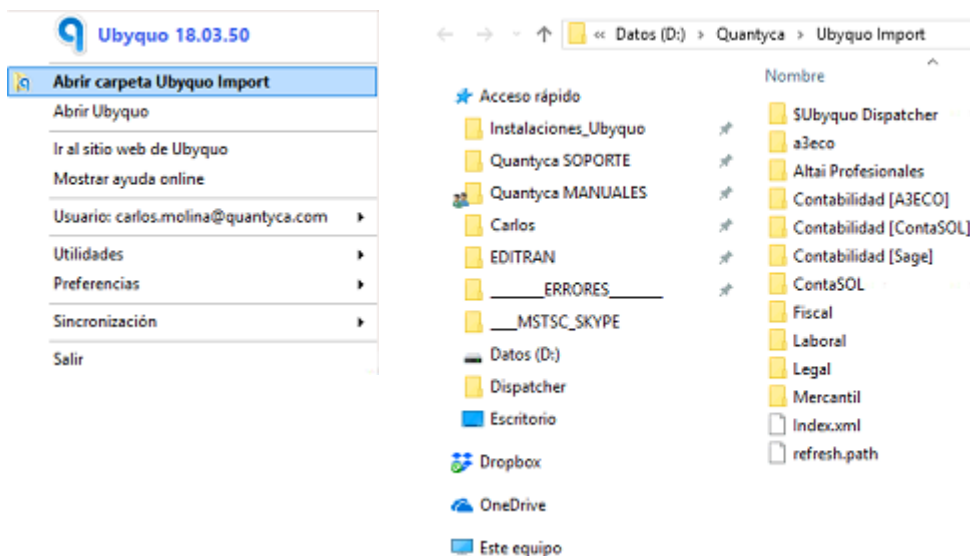 Ubyquo 18.03.50
Abrir carpeta Ubyquo Import
Abrir Ubyquo
Ir al sitio web de Ubyquo
Mostrar ayuda online
Usuario: carlos.molina@quantyca.com
Utilidades
Preferencias
Sincronización
Salir
« Datos (D:) › Quantyca › Ubyquo Import
Acceso rápido
Instalaciones_Ubyquo
Quantyca SOPORTE
Quantyca MANUALES
Carlos
EDITRAN
______ERRORES______
___MSTSC_SKYPE
Datos (D:)
Dispatcher
Escritorio
Dropbox
OneDrive
Este equipo
Nombre
$Ubyquo Dispatcher
a3eco
Altai Profesionales
Contabilidad [A3ECO]
Contabilidad [ContaSOL]
Contabilidad [Sage]
ContaSOL
Fiscal
Laboral
Legal
Mercantil
Index.xml
refresh.path